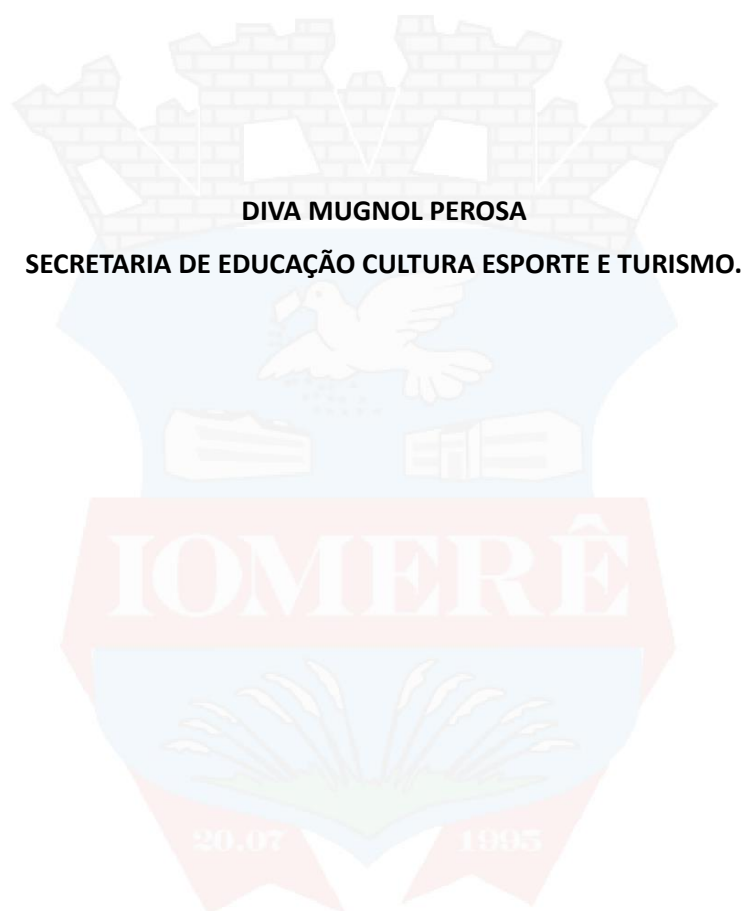 DIVA MUGNOL PEROSA
SECRETARIA DE EDUCAÇÃO CULTURA ESPORTE E TURISMO.
IOMERÊ
20.07 1995